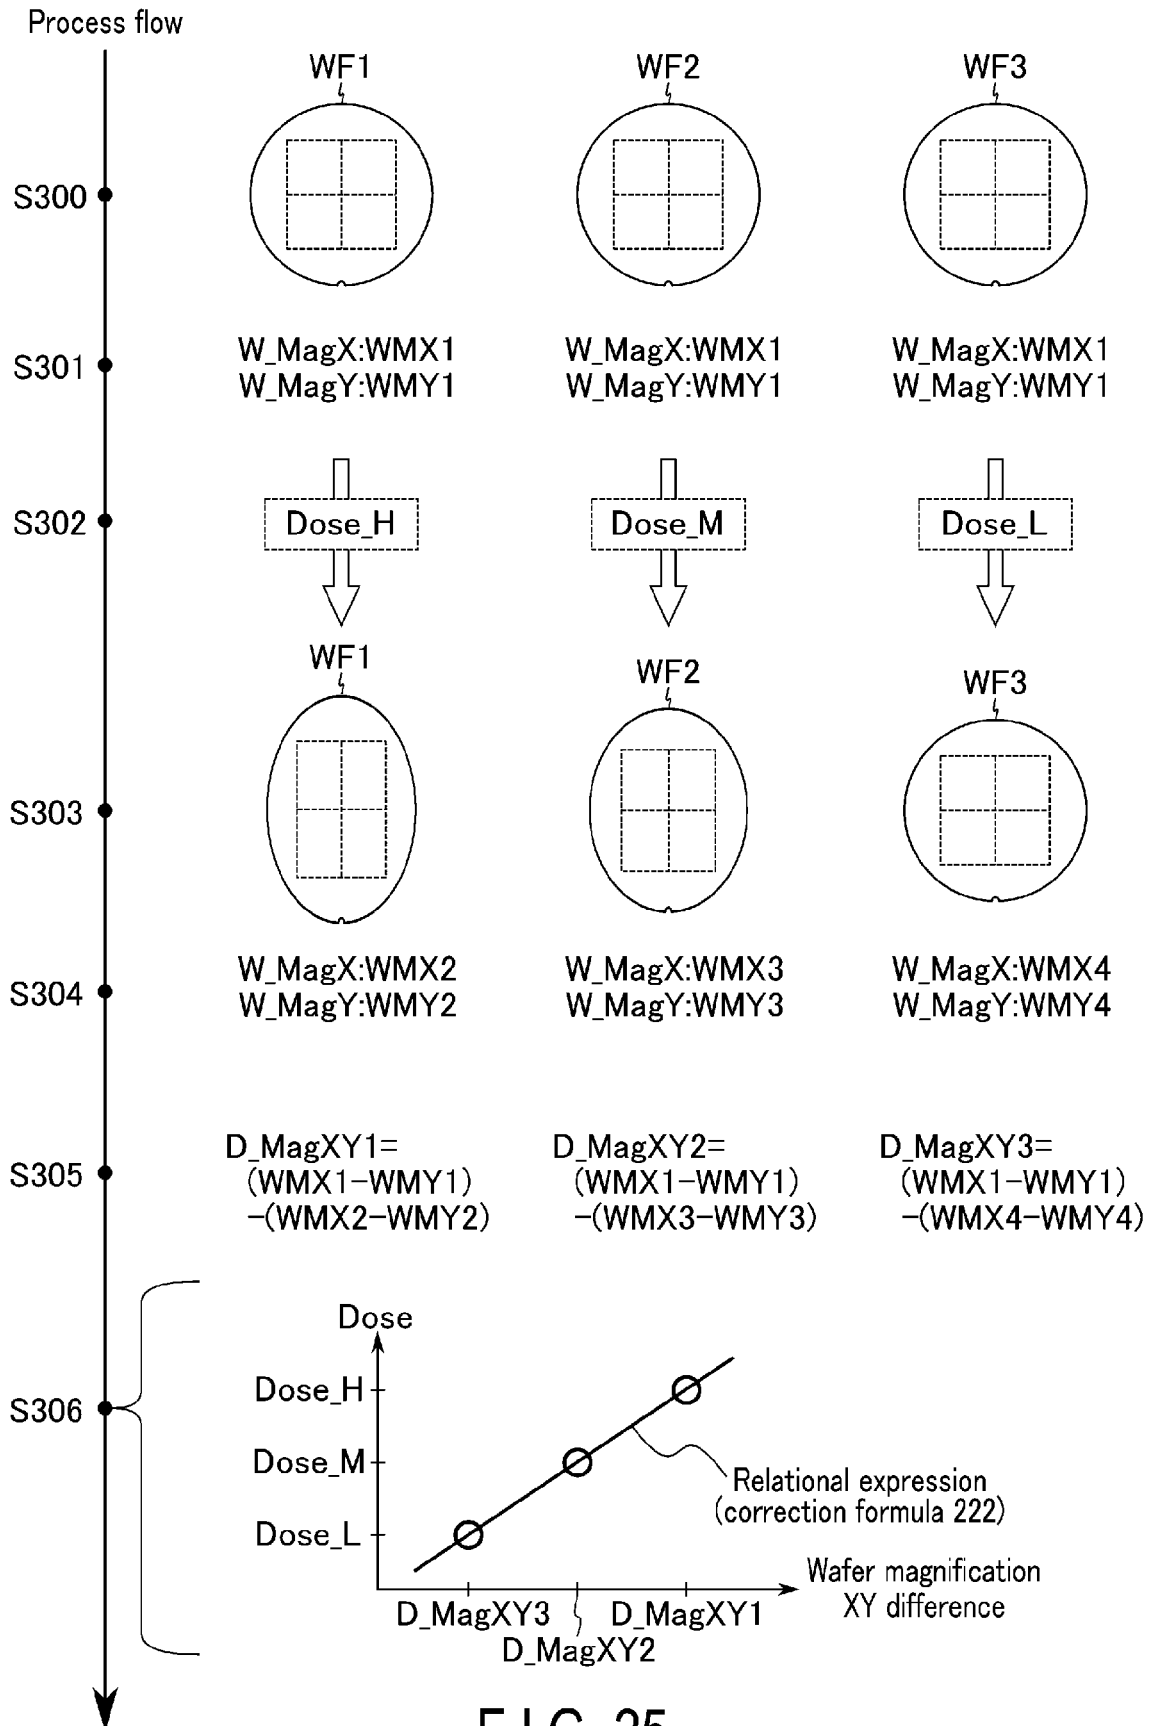 Process flow
WF1 WF2 WF3
S300
S301
W_MagX:WMX1 W_MagX:WMX1 W_MagX:WMX1
W_MagY:WMY1 W_MagY:WMY1 W_MagY:WMY1
S302
Dose_H Dose_M Dose_L
WF1 WF2 WF3
S303
S304
W_MagX:WMX2 W_MagX:WMX3 W_MagX:WMX4
W_MagY:WMY2 W_MagY:WMY3 W_MagY:WMY4
S305
D_MagXY1= D_MagXY2= D_MagXY3=
(WMX1-WMY1) (WMX1-WMY1) (WMX1-WMY1)
-(WMX2-WMY2) -(WMX3-WMY3) -(WMX4-WMY4)
S306
Dose
Dose_H
Dose_M
Dose_L
Relational expression
(correction formula 222)
Wafer magnification
XY difference
D_MagXY3 D_MagXY1
D_MagXY2
FIG. 25